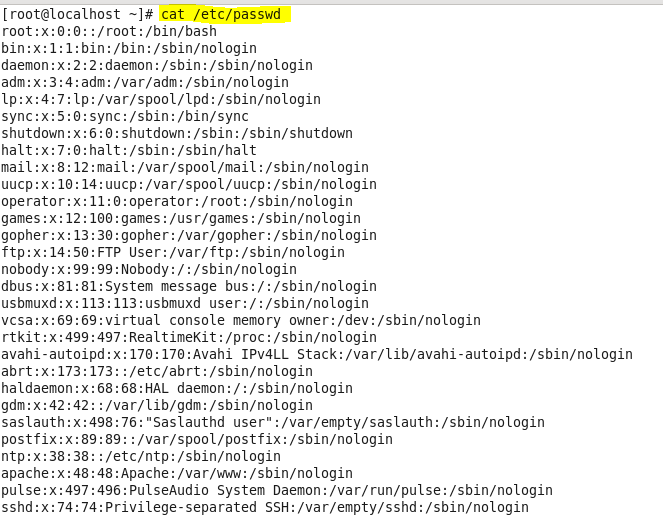 [root@localhost ~]# cat /etc/passwd
root:x:0:0::/root:/bin/bash
bin:x:1:1:bin:/bin:/sbin/nologin
daemon:x:2:2:daemon:/sbin:/sbin/nologin
adm:x:3:4:adm:/var/adm:/sbin/nologin
lp:x:4:7:lp:/var/spool/lpd:/sbin/nologin
sync:x:5:0:sync:/sbin:/bin/sync
shutdown:x:6:0:shutdown:/sbin:/sbin/shutdown
halt:x:7:0:halt:/sbin:/sbin/halt
mail:x:8:12:mail:/var/spool/mail:/sbin/nologin
uucp:x:10:14:uucp:/var/spool/uucp:/sbin/nologin
operator:x:11:0:operator:/root:/sbin/nologin
games:x:12:100:games:/usr/games:/sbin/nologin
gopher:x:13:30:gopher:/var/gopher:/sbin/nologin
ftp:x:14:50:FTP User:/var/ftp:/sbin/nologin
nobody:x:99:99:Nobody:/:/sbin/nologin
dbus:x:81:81:System message bus:/:/sbin/nologin
usbmuxd:x:113:113:usbmuxd user:/:/sbin/nologin
vcsa:x:69:69:virtual console memory owner:/dev:/sbin/nologin
rtkit:x:499:497:RealtimeKit:/proc:/sbin/nologin
avahi-autoipd:x:170:170:Avahi IPv4LL Stack:/var/lib/avahi-autoipd:/sbin/nologin
abrt:x:173:173::/etc/abrt:/sbin/nologin
haldaemon:x:68:68:HAL daemon:/:/sbin/nologin
gdm:x:42:42::/var/lib/gdm:/sbin/nologin
saslauth:x:498:76:"Saslauthd user":/var/empty/saslauth:/sbin/nologin
postfix:x:89:89::/var/spool/postfix:/sbin/nologin
ntp:x:38:38::/etc/ntp:/sbin/nologin
apache:x:48:48:Apache:/var/www:/sbin/nologin
pulse:x:497:496:PulseAudio System Daemon:/var/run/pulse:/sbin/nologin
sshd:x:74:74:Privilege-separated SSH:/var/empty/sshd:/sbin/nologin